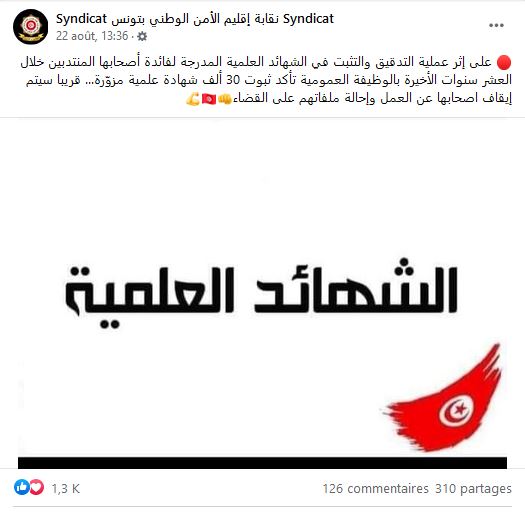 Syndicat نقابة إقليم الأمن الوطني بتونس Syndicat
22 août, 13:36
🔴 على إثر عملية التدقيق والتثبت في الشهائد العلمية المدرجة لفائدة أصحابها المنتدبين خلال
العشر سنوات الأخيرة بالوظيفة العمومية تأكد ثبوت 30 ألف شهادة علمية مزوّرة... قريبا سيتم
إيقاف اصحابها عن العمل وإحالة ملفاتهم على القضاء👊🇹🇳💪
الشهائد العلمية
1,3 K
126 commentaires 310 partages